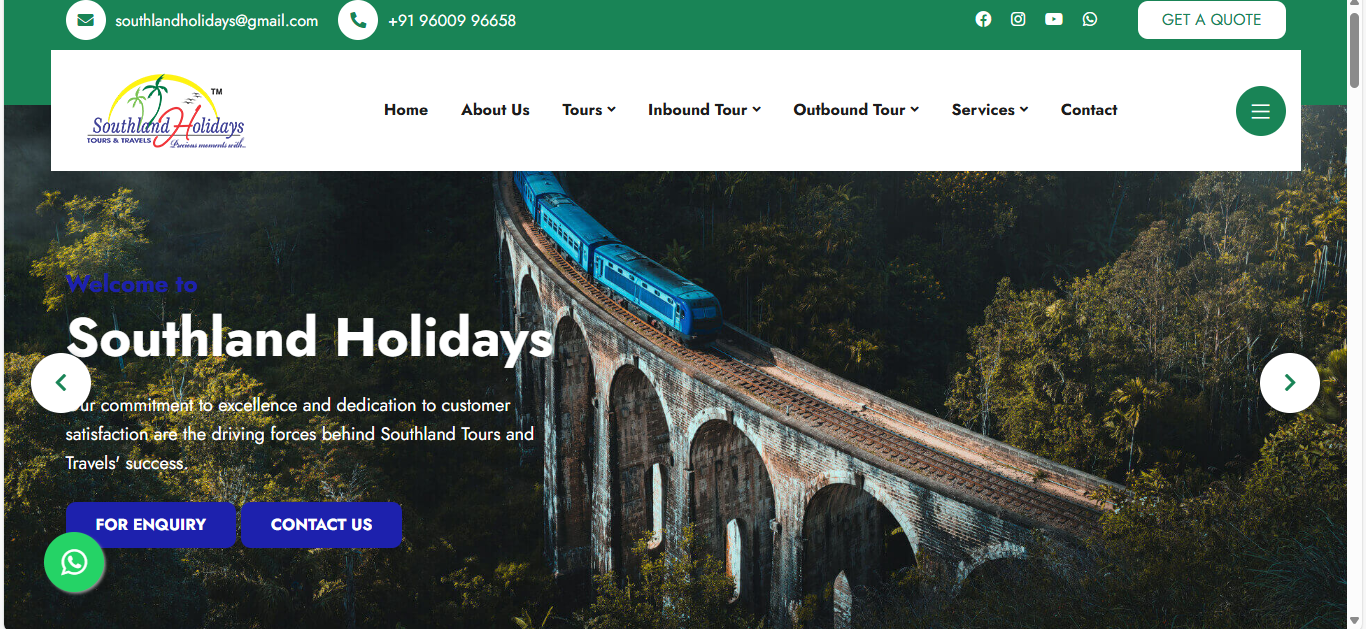 southlandholidays@gmail.com
+91 96009 96658
GET A QUOTE
TM
Southland Holidays
TOURS & TRAVELS
Precious moments with..
Home
About Us
Tours
Inbound Tour
Outbound Tour
Services
Contact
Welcome to
Southland Holidays
ur commitment to excellence and dedication to customer
satisfaction are the driving forces behind Southland Tours and
Travels' success.
FOR ENQUIRY
CONTACT US